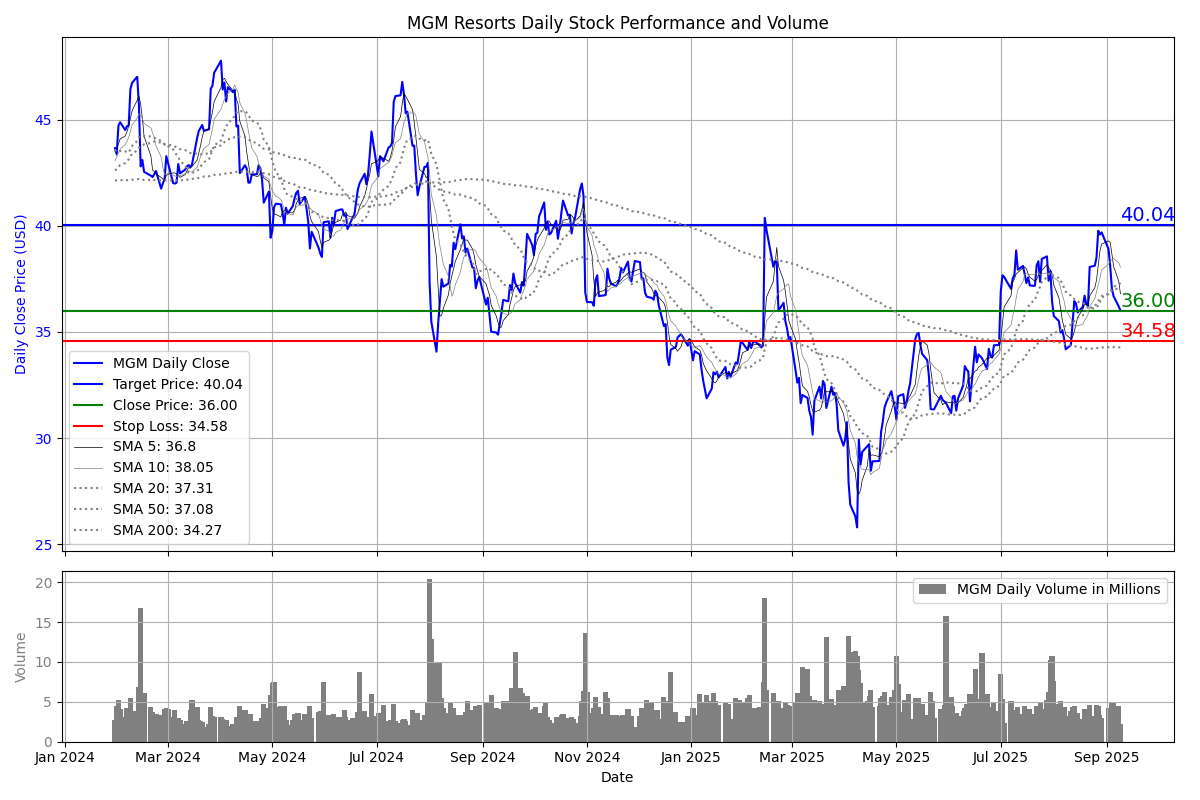 MGM Resorts Daily Stock Performance and Volume
Daily Close Price (USD)
45
40
35
30
25
40.04
36.00
34.58
MGM Daily Close
Target Price: 40.04
Close Price: 36.00
Stop Loss: 34.58
SMA 5: 36.8
SMA 10: 38.05
SMA 20: 37.31
SMA 50: 37.08
SMA 200: 34.27
Volume
20
15
10
5
0
MGM Daily Volume in Millions
Jan 2024 Mar 2024 May 2024 Jul 2024 Sep 2024 Nov 2024 Jan 2025 Mar 2025 May 2025 Jul 2025 Sep 2025
Date